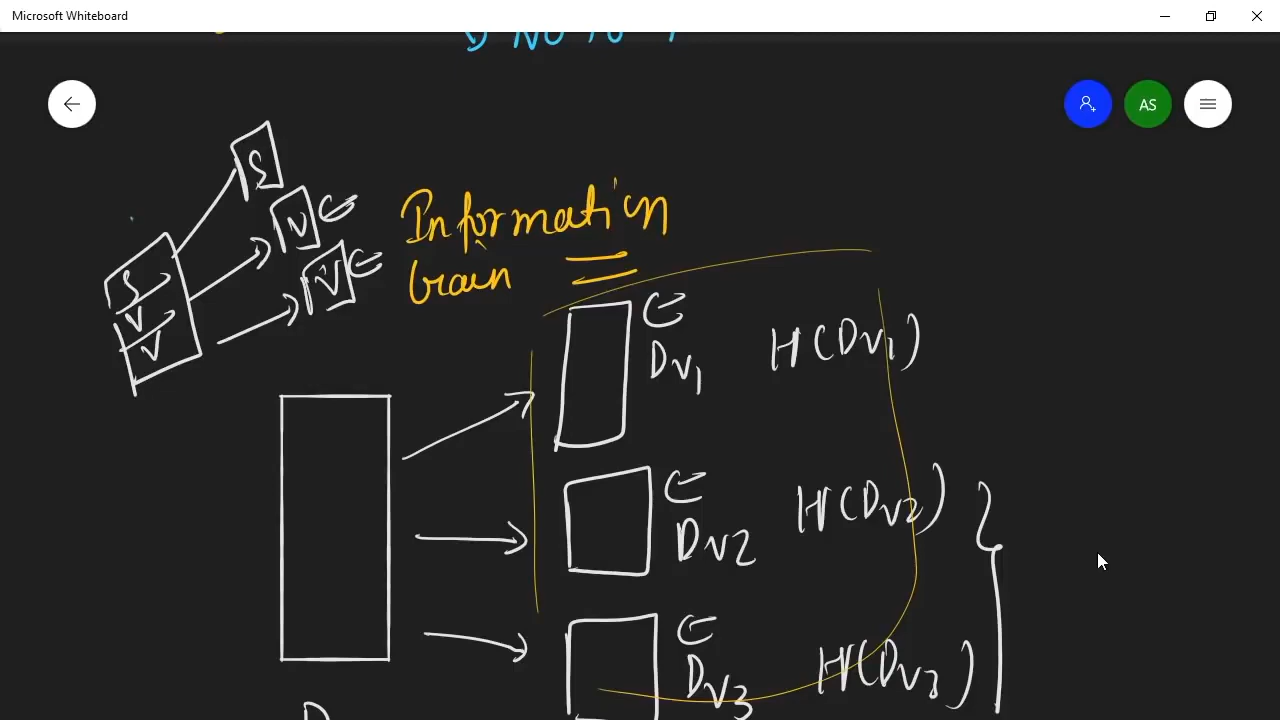 Microsoft Whiteboard
AS
S
V
V
S
V
V
Information
Gain
E
Dv1 H(Dv1)
E
Dv2 H(Dv2)
E
Dv3 H(Dv3)
D